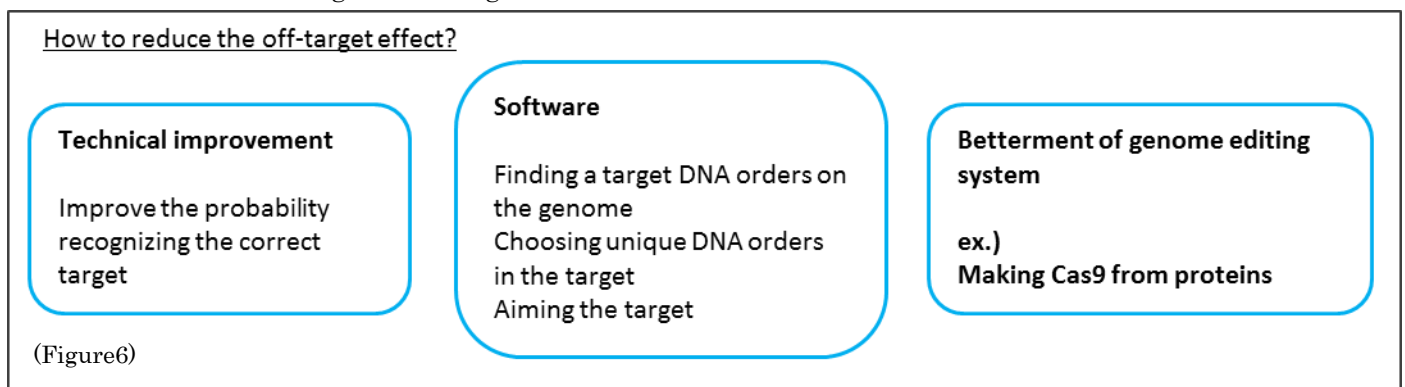 How to reduce the off-target effect?
Technical improvement
Improve the probability
recognizing the correct
target
Software
Finding a target DNA orders on
the genome
Choosing unique DNA orders
in the target
Aiming the target
Betterment of genome editing
system
ex.)
Making Cas9 from proteins
(Figure6)